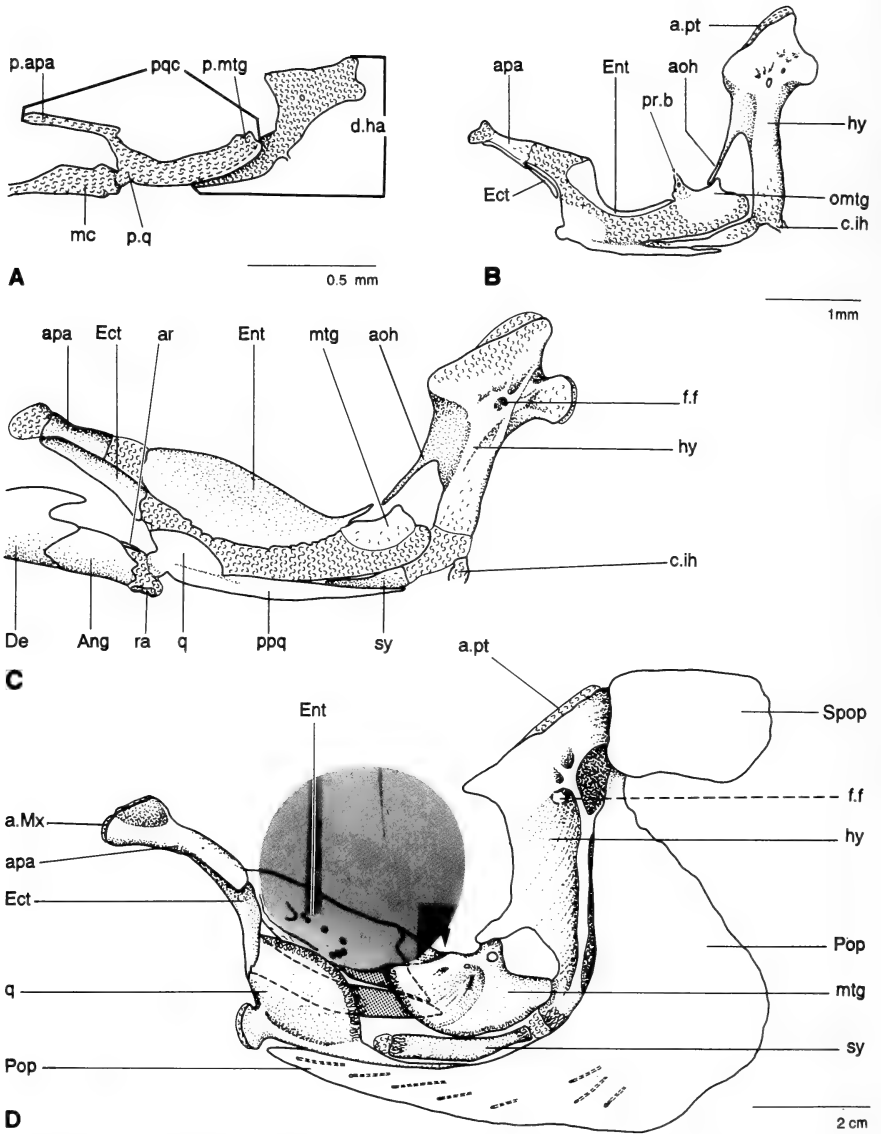 p.apa
pqc
p.mtg
d.ha
mc
p.q
A
0.5 mm
a.pt
apa
Ent
aoh
pr.b
hy
Ect
omtg
c.ih
B
1mm
apa
Ect
ar
Ent
mtg
aoh
f.f
hy
c.ih
De
Ang
ra
q
ppq
sy
C
a.pt
Ent
Spop
a.Mx
f.f
apa
hy
Ect
Pop
q
mtg
sy
Pop
D
2 cm